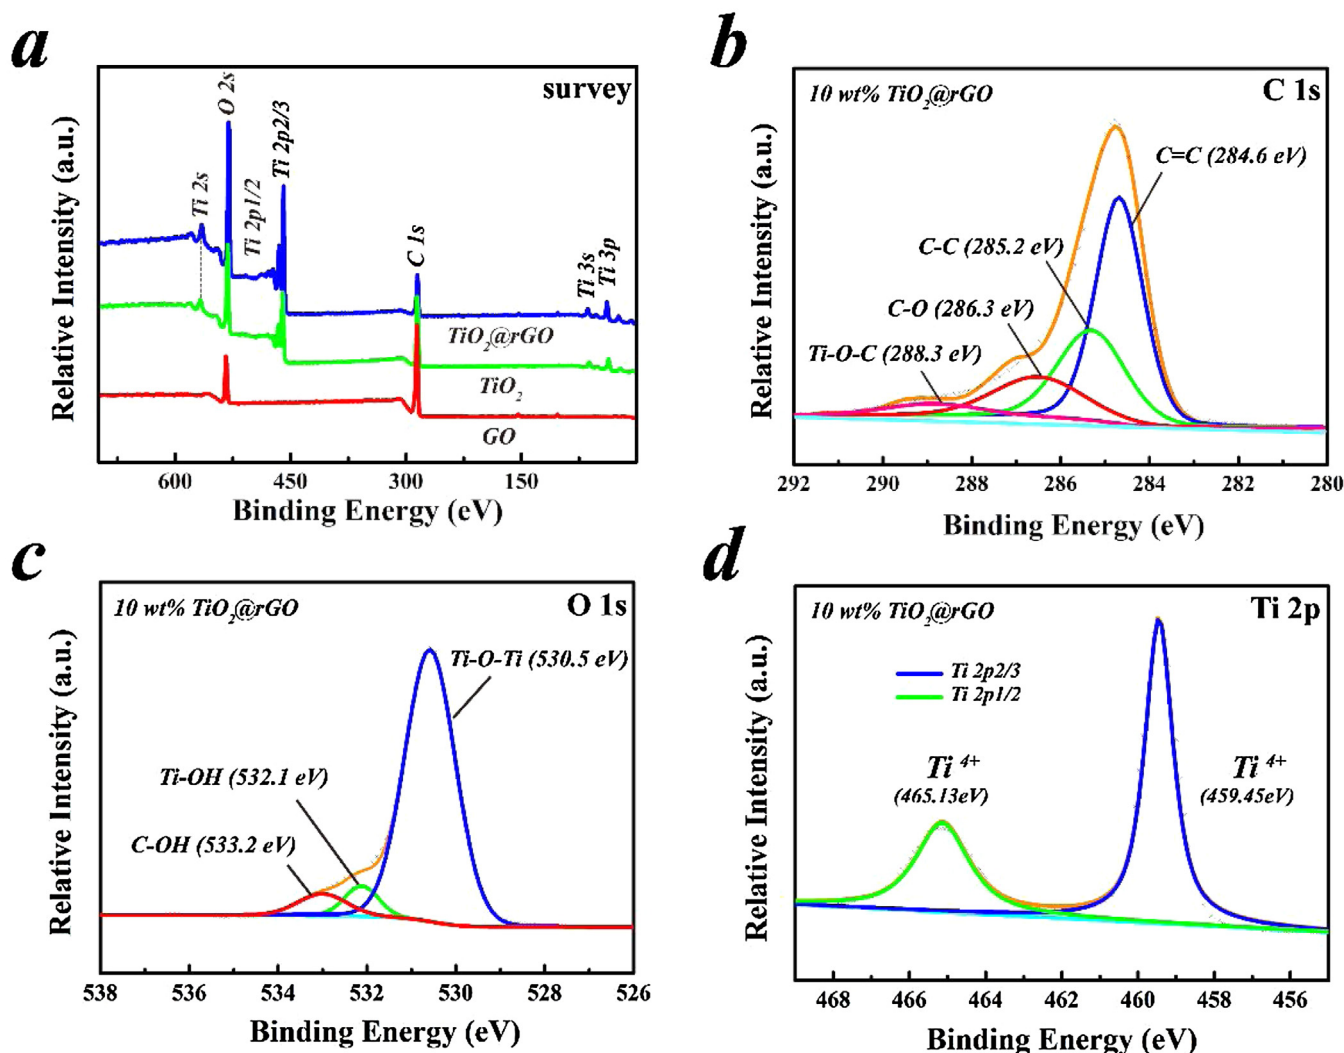 a
survey
O 2s
Ti 2s
Ti 2p1/2
Ti 2p2/3
C 1s
Ti 3s
Ti 3p
TiO2@rGO
TiO2
GO
Relative Intensity (a.u.)
600 450 300 150
Binding Energy (eV)
b
10 wt% TiO2@rGO
C 1s
C=C (284.6 eV)
C-C (285.2 eV)
C-O (286.3 eV)
Ti-O-C (288.3 eV)
Relative Intensity (a.u.)
292 290 288 286 284 282 280
Binding Energy (eV)
c
10 wt% TiO2@rGO
O 1s
Ti-O-Ti (530.5 eV)
Ti-OH (532.1 eV)
C-OH (533.2 eV)
Relative Intensity (a.u.)
538 536 534 532 530 528 526
Binding Energy (eV)
d
10 wt% TiO2@rGO
Ti 2p
Ti 2p2/3
Ti 2p1/2
Ti 4+
(465.13eV)
Ti 4+
(459.45eV)
Relative Intensity (a.u.)
468 466 464 462 460 458 456
Binding Energy (eV)